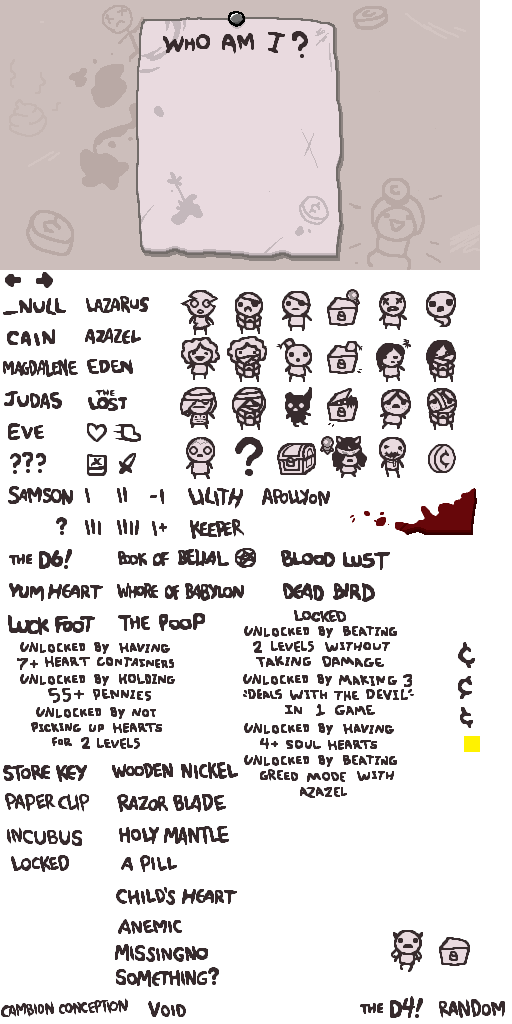 WHO AM I?
_NULL LAZARUS
CAIN AZAZEL
MAGDALENE EDEN
JUDAS THE LOST
EVE
???
?
SAMSON I II -I LILITH APOLLYON
? III IIII I+ KEEPER
THE D6! BOOK OF BELIAL BLOOD LUST
YUM HEART WHORE OF BABYLON DEAD BIRD
LUCK FOOT THE POOP
LOCKED
UNLOCKED BY HAVING
7+ HEART CONTAINERS
UNLOCKED BY HOLDING
55+ PENNIES
UNLOCKED BY NOT
PICKING UP HEARTS
FOR 2 LEVELS
UNLOCKED BY BEATING
2 LEVELS WITHOUT
TAKING DAMAGE
UNLOCKED BY MAKING 3
"DEALS WITH THE DEVIL"
IN 1 GAME
UNLOCKED BY HAVING
4+ SOUL HEARTS
UNLOCKED BY BEATING
GREED MODE WITH
AZAZEL
¢
¢
¢
STORE KEY WOODEN NICKEL
PAPER CLIP RAZOR BLADE
INCUBUS HOLY MANTLE
LOCKED A PILL
CHILD'S HEART
ANEMIC
MISSINGNO
SOMETHING?
CAMBION CONCEPTION VOID THE D4! RANDOM